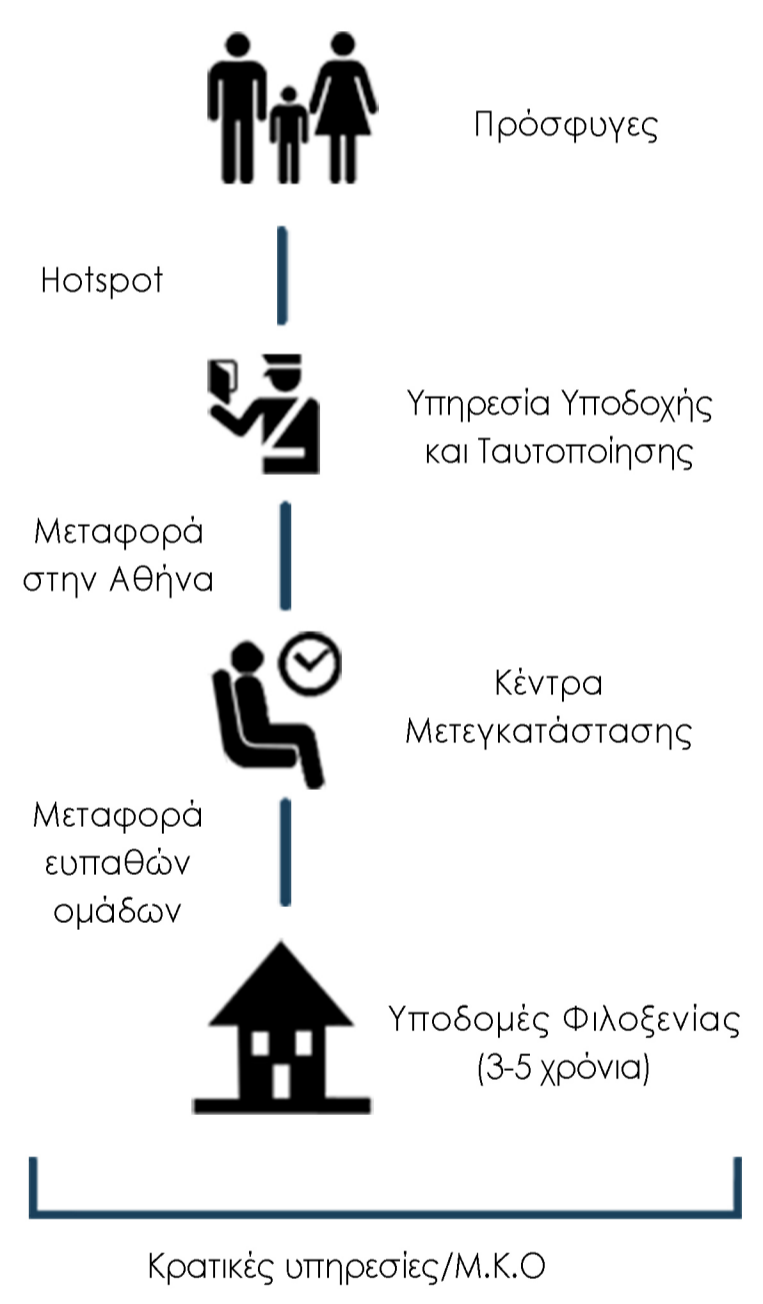 Πρόσφυγες
Hotspot
Υπηρεσία Υποδοχής
και Ταυτοποίησης
Μεταφορά
στην Αθήνα
Κέντρα
Μετεγκατάστασης
Μεταφορά
ευπαθών
ομάδων
Υποδομές Φιλοξενίας
(3-5 χρόνια)
Κρατικές υπηρεσίες/Μ.Κ.Ο